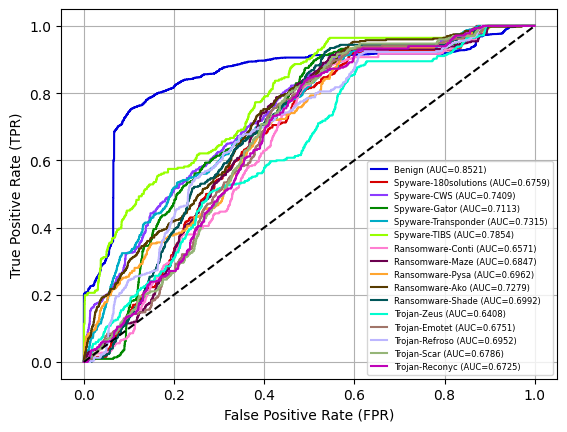 True Positive Rate (TPR)
1.0
0.8
0.6
0.4
0.2
0.0
Benign (AUC=0.8521)
Spyware-180solutions (AUC=0.6759)
Spyware-CWS (AUC=0.7409)
Spyware-Gator (AUC=0.7113)
Spyware-Transponder (AUC=0.7315)
Spyware-TIBS (AUC=0.7854)
Ransomware-Conti (AUC=0.6571)
Ransomware-Maze (AUC=0.6847)
Ransomware-Pysa (AUC=0.6962)
Ransomware-Ako (AUC=0.7279)
Ransomware-Shade (AUC=0.6992)
Trojan-Zeus (AUC=0.6408)
Trojan-Emotet (AUC=0.6751)
Trojan-Refroso (AUC=0.6952)
Trojan-Scar (AUC=0.6786)
Trojan-Reconyc (AUC=0.6725)
0.0 0.2 0.4 0.6 0.8 1.0
False Positive Rate (FPR)